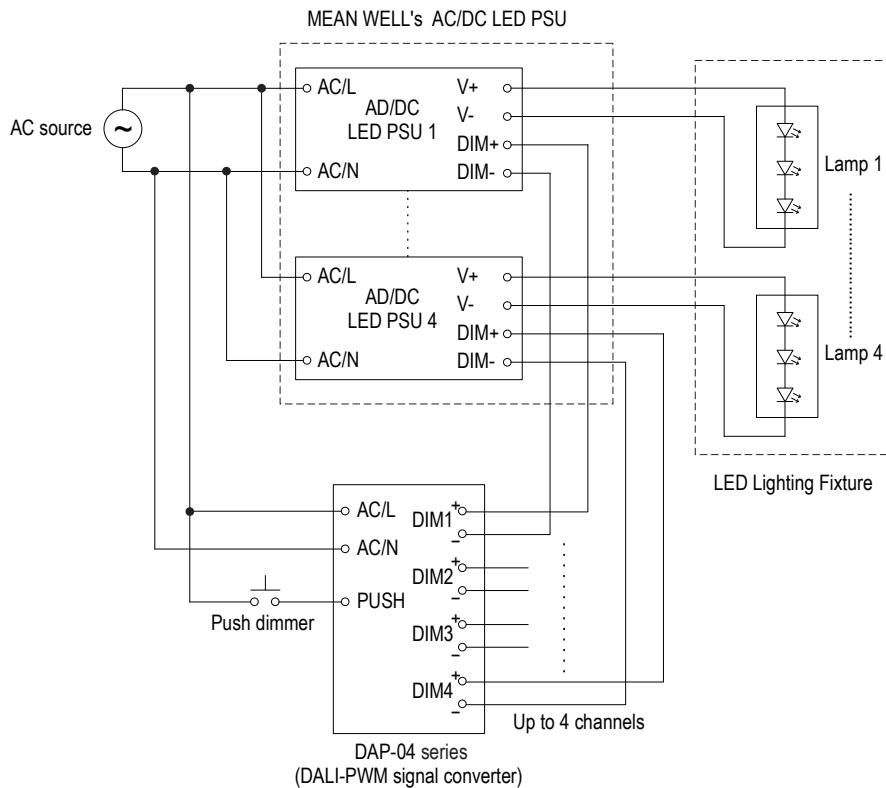 MEAN WELL's AC/DC LED PSU
AC source
~
AC/L
AD/DC
LED PSU 1
AC/N
V+
V-
DIM+
DIM-
AC/L
AD/DC
LED PSU 4
AC/N
V+
V-
DIM+
DIM-
Lamp 1
Lamp 4
LED Lighting Fixture
AC/L
AC/N
PUSH
Push dimmer
DIM1
+
–
DIM2
+
–
DIM3
+
–
DIM4
+
–
Up to 4 channels
DAP-04 series
(DALI-PWM signal converter)